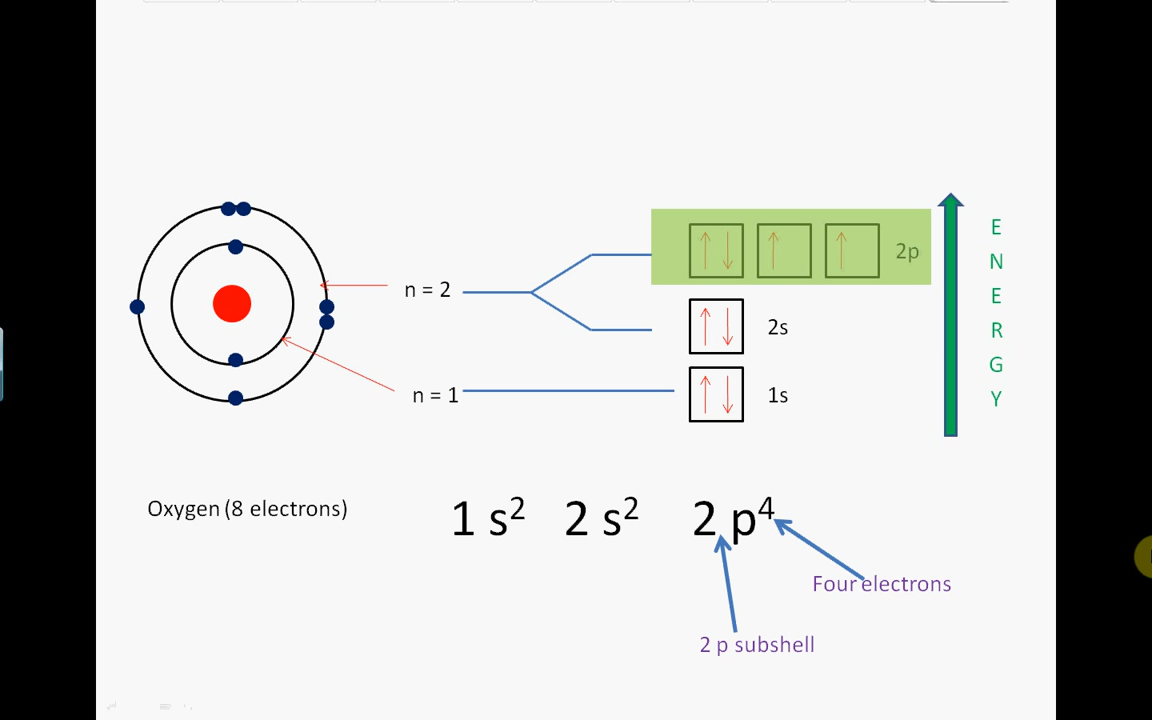 2p
n = 2
2s
n = 1
1s
E
N
E
R
G
Y
Oxygen (8 electrons)
1 s² 2 s² 2 p⁴
Four electrons
2 p subshell